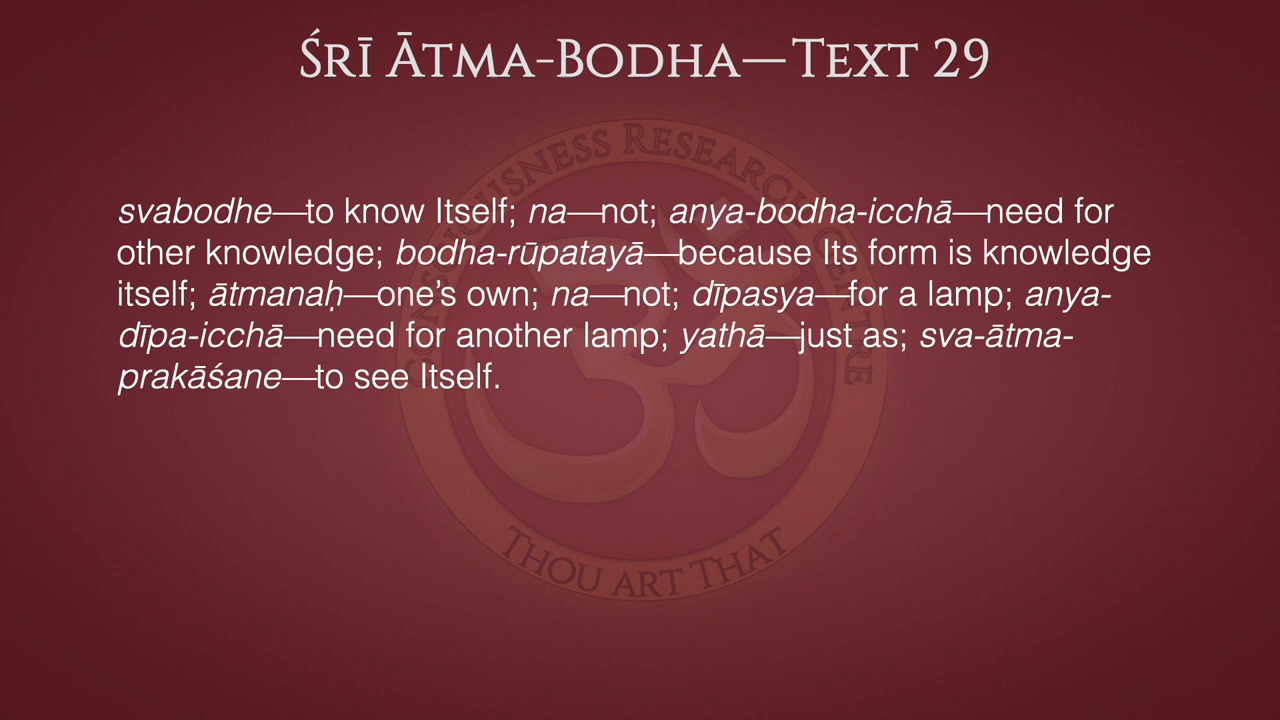 Śrī Ātma-Bodha—Text 29
svabodhe—to know Itself; na—not; anya-bodha-icchā—need for
other knowledge; bodha-rūpatayā—because Its form is knowledge
itself; ātmanaḥ—one’s own; na—not; dīpasya—for a lamp; anya-
dīpa-icchā—need for another lamp; yathā—just as; sva-ātma-
prakāśane—to see Itself.
Consciousness Research Centre
Thou Art That